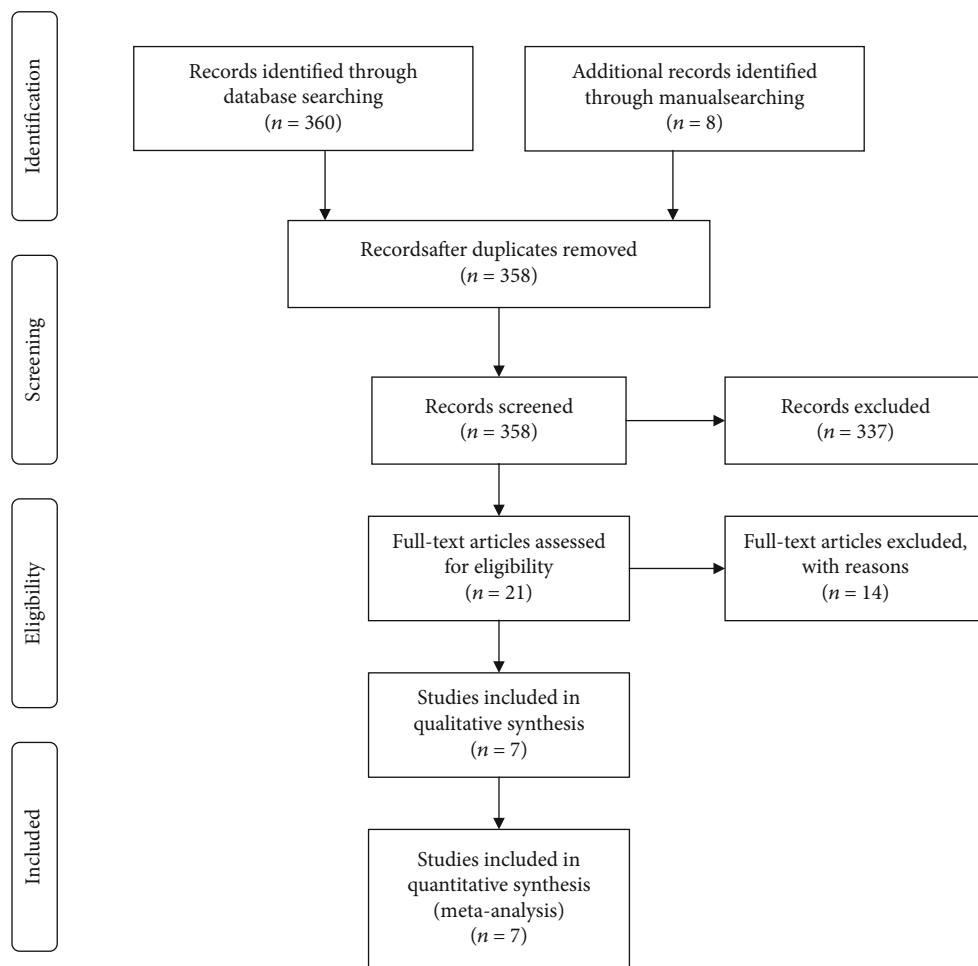 Identification
Records identified through
database searching
(n = 360)
Additional records identified
through manualsearching
(n = 8)
Recordsafter duplicates removed
(n = 358)
Screening
Records screened
(n = 358)
Records excluded
(n = 337)
Eligibility
Full-text articles assessed
for eligibility
(n = 21)
Full-text articles excluded,
with reasons
(n = 14)
Studies included in
qualitative synthesis
(n = 7)
Included
Studies included in
quantitative synthesis
(meta-analysis)
n = 7)